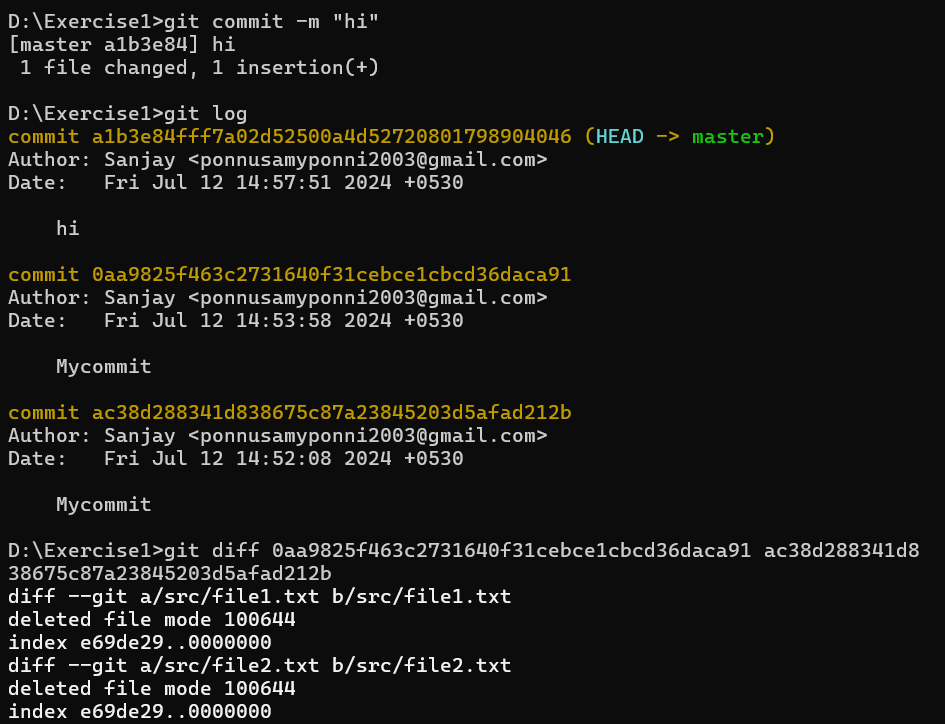 D:\Exercise1>git commit -m "hi"
[master a1b3e84] hi
 1 file changed, 1 insertion(+)
D:\Exercise1>git log
commit a1b3e84fff7a02d52500a4d52720801798904046 (HEAD -> master)
Author: Sanjay <ponnusamyponni2003@gmail.com>
Date:   Fri Jul 12 14:57:51 2024 +0530
    hi
commit 0aa9825f463c2731640f31cebce1cbcd36daca91
Author: Sanjay <ponnusamyponni2003@gmail.com>
Date:   Fri Jul 12 14:53:58 2024 +0530
    Mycommit
commit ac38d288341d838675c87a23845203d5afad212b
Author: Sanjay <ponnusamyponni2003@gmail.com>
Date:   Fri Jul 12 14:52:08 2024 +0530
    Mycommit
D:\Exercise1>git diff 0aa9825f463c2731640f31cebce1cbcd36daca91 ac38d288341d8
38675c87a23845203d5afad212b
diff --git a/src/file1.txt b/src/file1.txt
deleted file mode 100644
index e69de29..0000000
diff --git a/src/file2.txt b/src/file2.txt
deleted file mode 100644
index e69de29..0000000